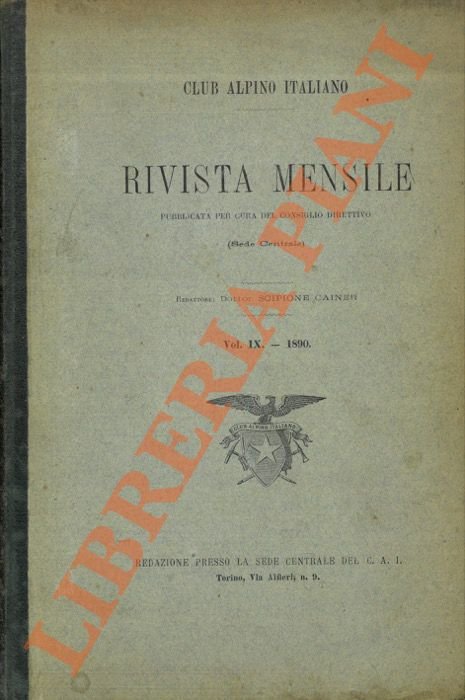 CLUB ALPINO ITALIANO
RIVISTA MENSILE
PUBBLICATA PER CURA DEL CONSIGLIO DIRETTIVO
(Sede Centrale)
REDATTORE: DOTTOR SCIPIONE CAINER
Vol. IX. — 1890.
CLUB ALPINO ITALIANO
REDAZIONE PRESSO LA SEDE CENTRALE DEL C. A. I.
Torino, Via Alfieri, n. 9.
LIBRERIA PIANI